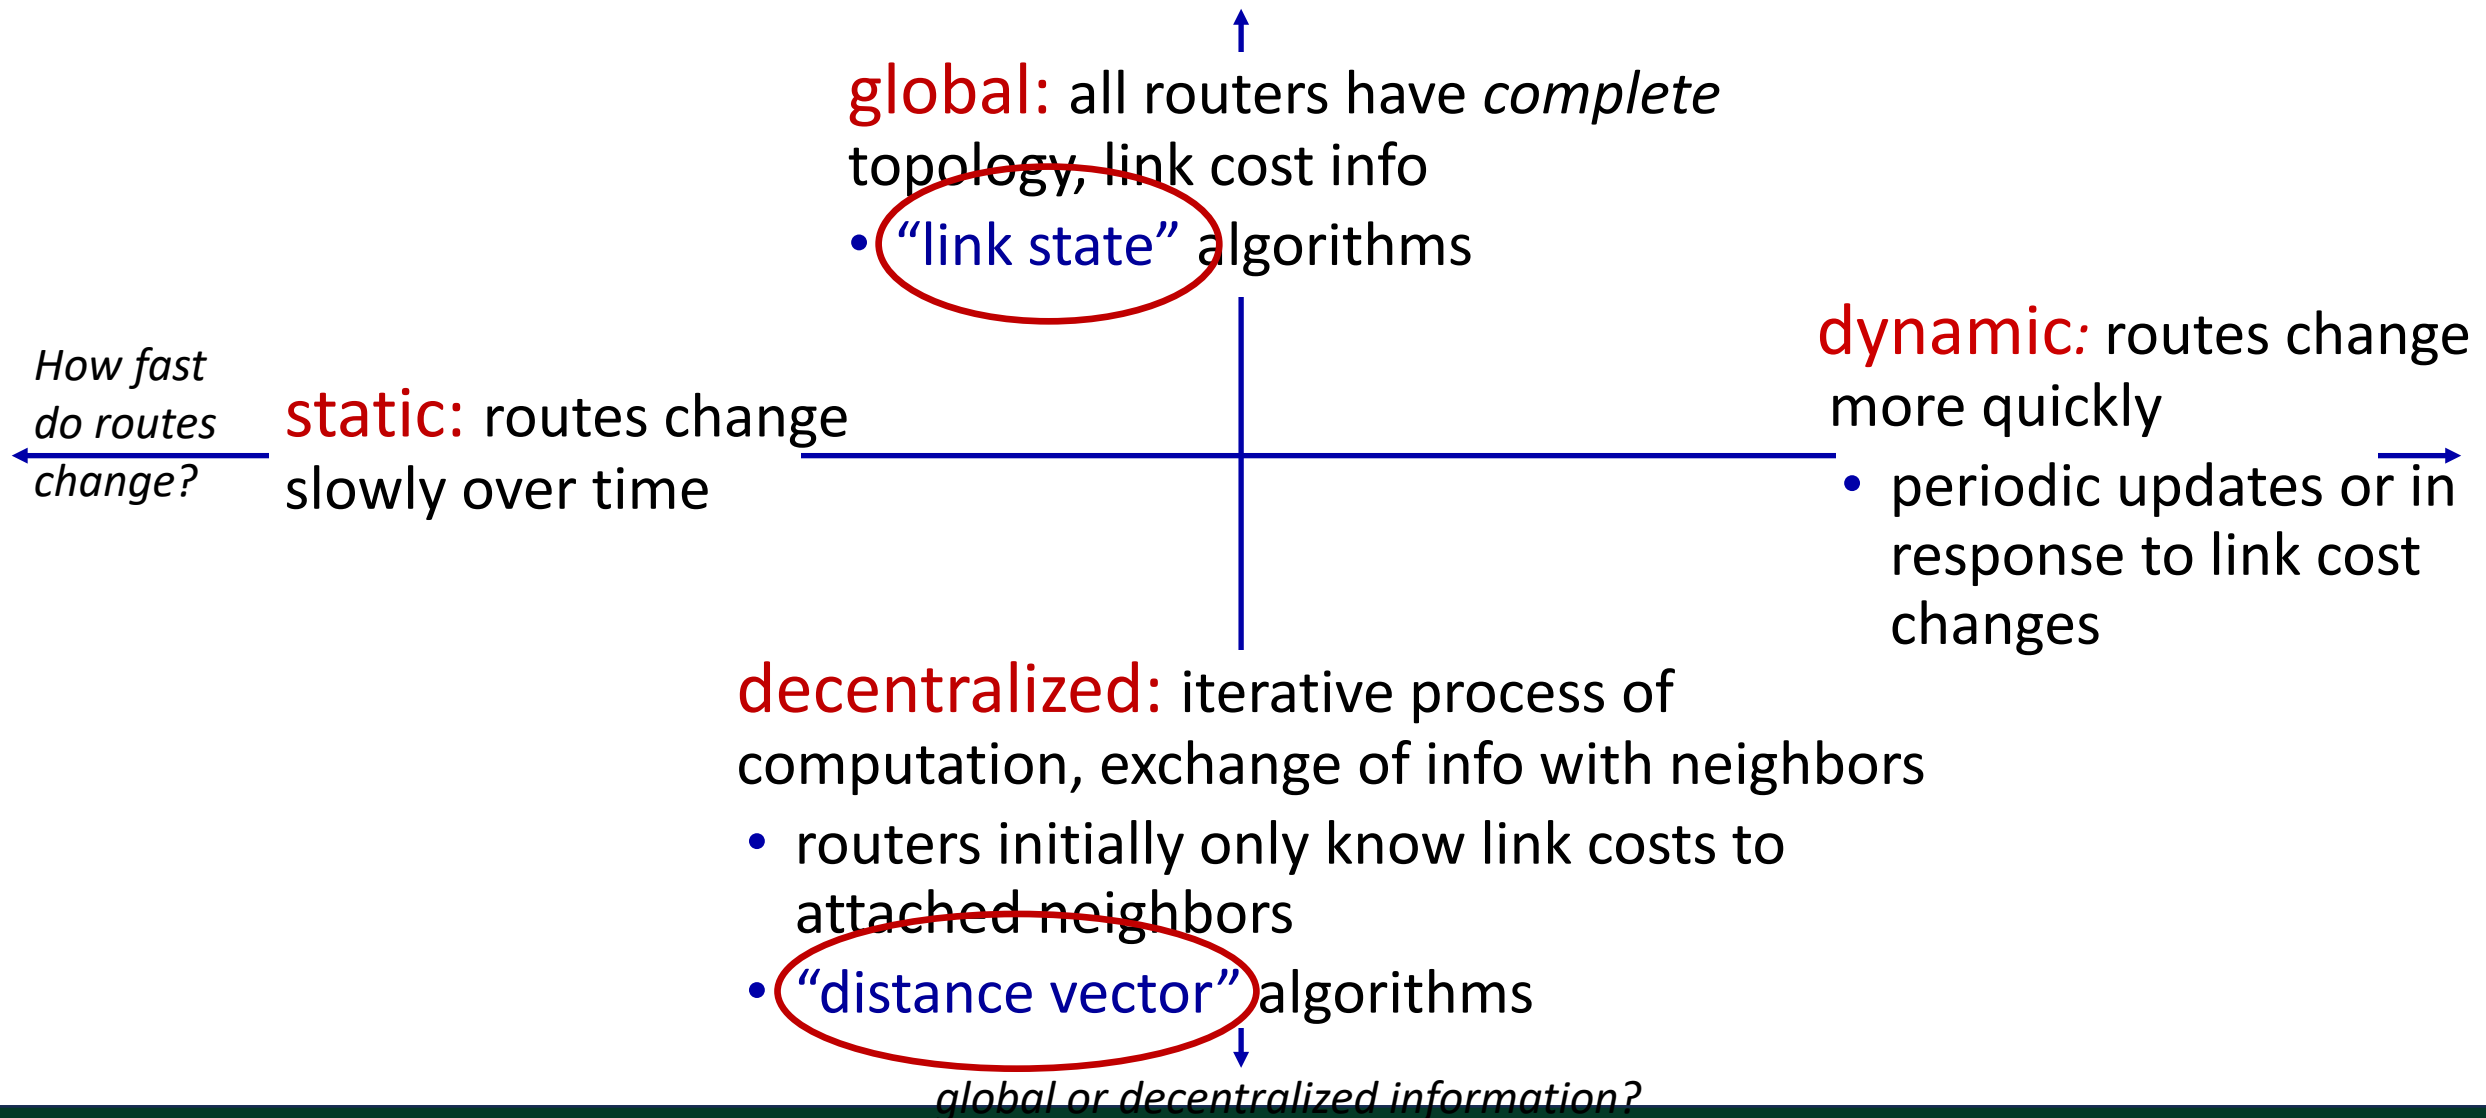 global: all routers have complete
topology, link cost info
• “link state” algorithms
How fast
do routes
change?
static: routes change
slowly over time
dynamic: routes change
more quickly
• periodic updates or in
response to link cost
changes
decentralized: iterative process of
computation, exchange of info with neighbors
• routers initially only know link costs to
attached neighbors
• “distance vector” algorithms
global or decentralized information?